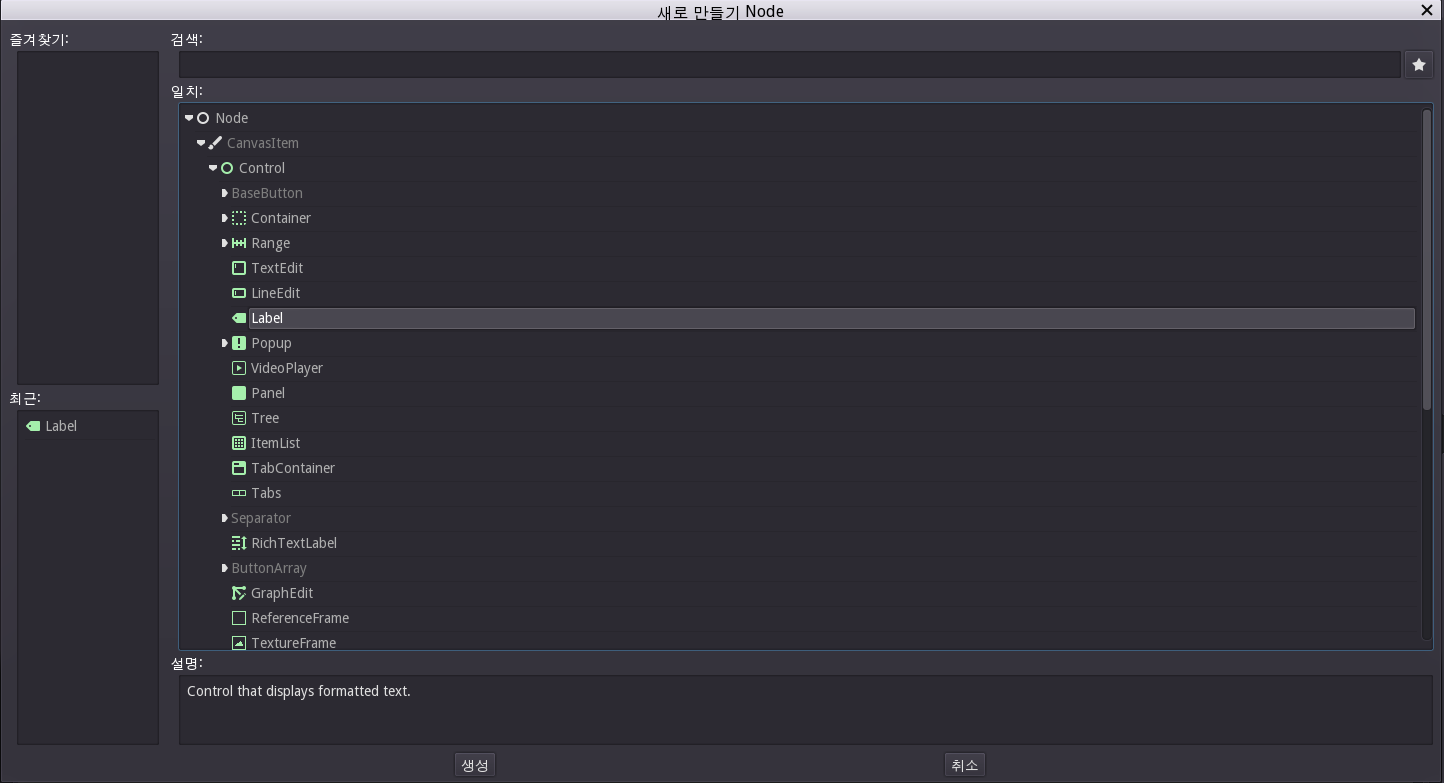 새로 만들기 Node
즐겨찾기:
검색:
일치:
Node
CanvasItem
Control
BaseButton
Container
Range
TextEdit
LineEdit
Label
Popup
VideoPlayer
Panel
Tree
ItemList
TabContainer
Tabs
Separator
RichTextLabel
ButtonArray
GraphEdit
ReferenceFrame
TextureFrame
최근:
Label
설명:
Control that displays formatted text.
생성
취소